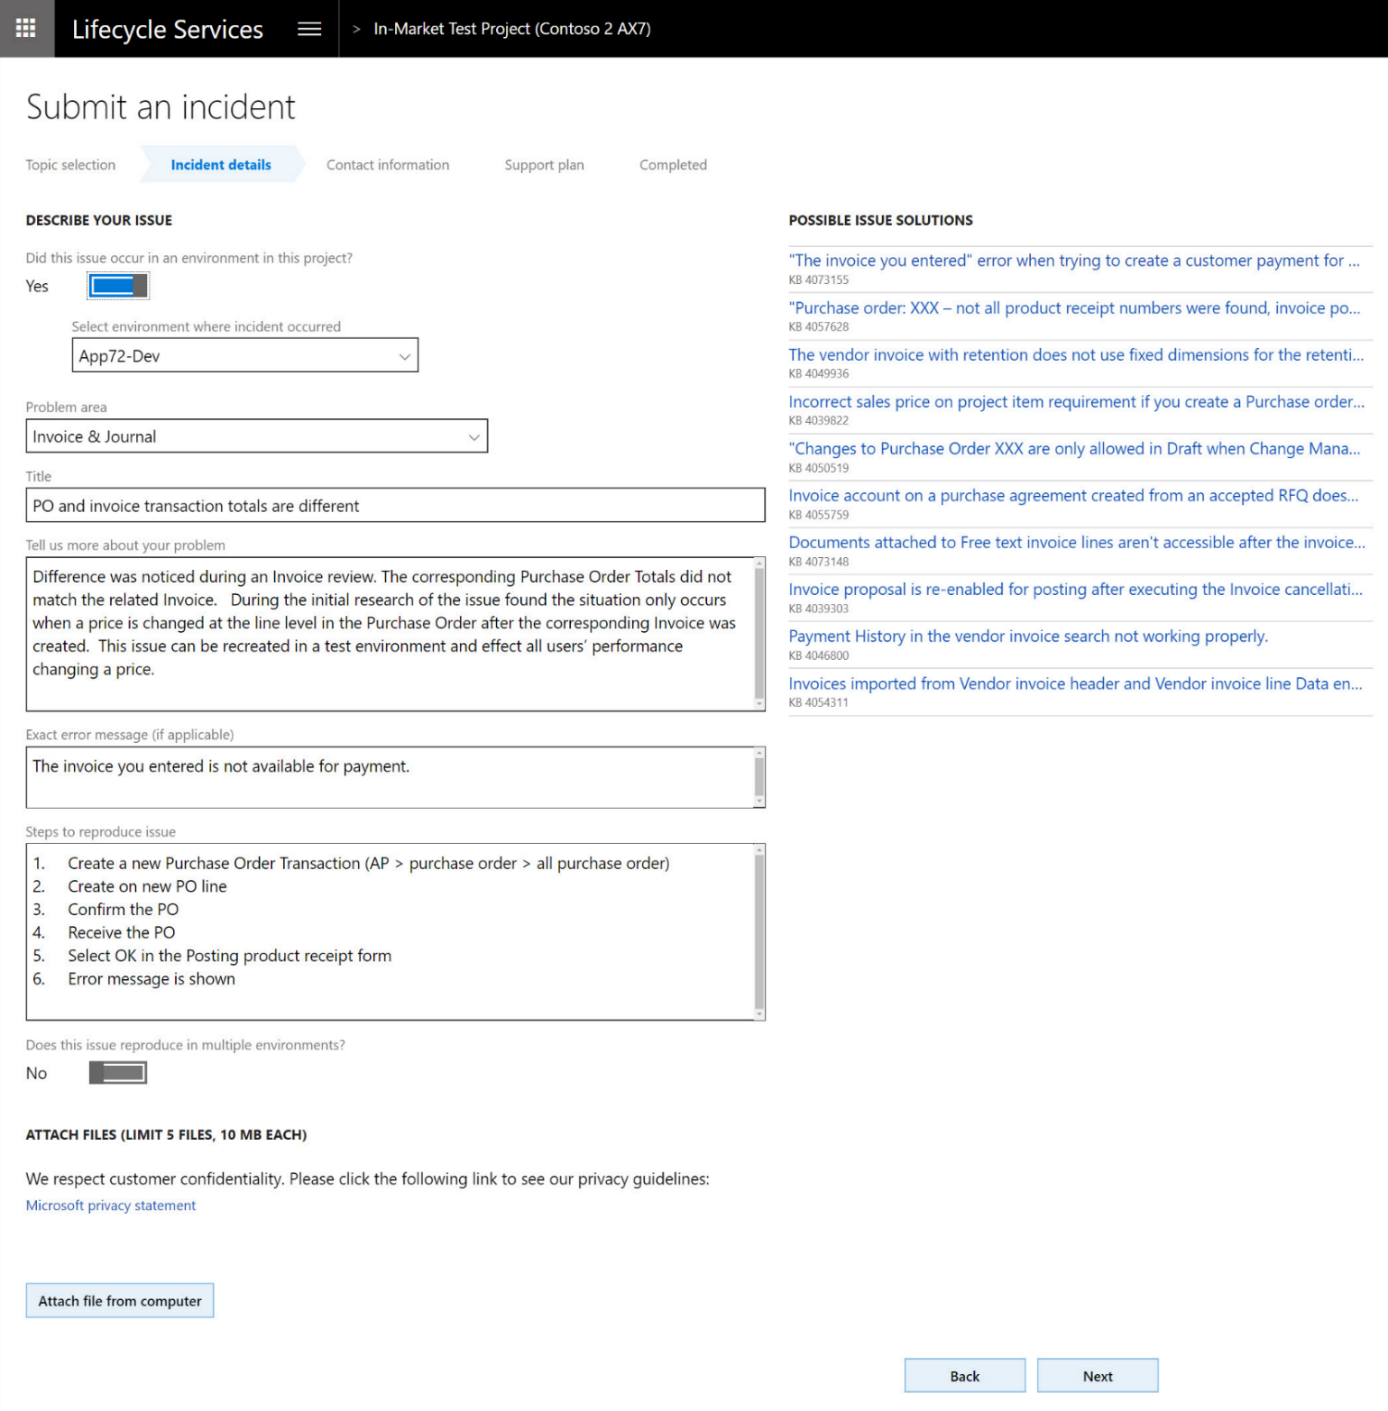 Lifecycle Services > In-Market Test Project (Contoso 2 AX7)
Submit an incident
Topic selection Incident details Contact information Support plan Completed
DESCRIBE YOUR ISSUE
Did this issue occur in an environment in this project?
Yes
Select environment where incident occurred
App72-Dev
Problem area
Invoice & Journal
Title
PO and invoice transaction totals are different
Tell us more about your problem
Difference was noticed during an Invoice review. The corresponding Purchase Order Totals did not
match the related Invoice.   During the initial research of the issue found the situation only occurs
when a price is changed at the line level in the Purchase Order after the corresponding Invoice was
created.  This issue can be recreated in a test environment and effect all users' performance
changing a price.
Exact error message (if applicable)
The invoice you entered is not available for payment.
Steps to reproduce issue
1. Create a new Purchase Order Transaction (AP > purchase order > all purchase order)
2. Create on new PO line
3. Confirm the PO
4. Receive the PO
5. Select OK in the Posting product receipt form
6. Error message is shown
Does this issue reproduce in multiple environments?
No
ATTACH FILES (LIMIT 5 FILES, 10 MB EACH)
We respect customer confidentiality. Please click the following link to see our privacy guidelines:
Microsoft privacy statement
Attach file from computer
POSSIBLE ISSUE SOLUTIONS
"The invoice you entered" error when trying to create a customer payment for ...
KB 4073155
"Purchase order: XXX – not all product receipt numbers were found, invoice po...
KB 4057628
The vendor invoice with retention does not use fixed dimensions for the retenti...
KB 4049936
Incorrect sales price on project item requirement if you create a Purchase order...
KB 4039822
"Changes to Purchase Order XXX are only allowed in Draft when Change Mana...
KB 4050519
Invoice account on a purchase agreement created from an accepted RFQ does...
KB 4055759
Documents attached to Free text invoice lines aren't accessible after the invoice...
KB 4073148
Invoice proposal is re-enabled for posting after executing the Invoice cancellati...
KB 4039303
Payment History in the vendor invoice search not working properly.
KB 4046800
Invoices imported from Vendor invoice header and Vendor invoice line Data en...
KB 4054311
Back Next